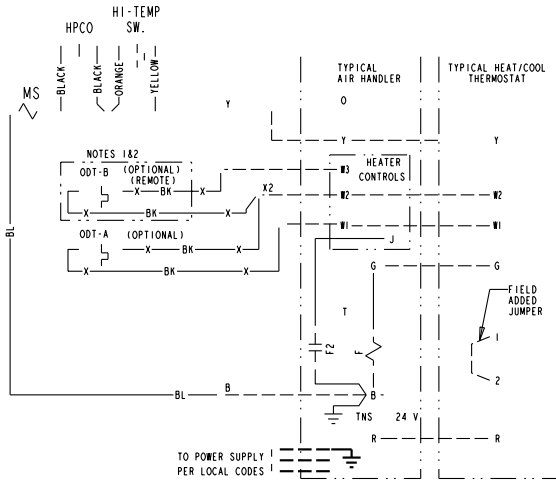 HI-TEMP
HPCO SW.
BLACK BLACK ORANGE YELLOW
MS
TYPICAL
AIR HANDLER
TYPICAL HEAT/COOL
THERMOSTAT
O
Y
Y Y
NOTES 1&2
ODT-B (OPTIONAL)
(REMOTE)
X BK X
X BK X
X2
W3
HEATER
CONTROLS
W2 W2
W1 W1
ODT-A (OPTIONAL)
X BK X
X BK X
J
G G
BL
FIELD
ADDED
JUMPER
T
F2 F
1
2
BL B B
TNS 24 V
R R
TO POWER SUPPLY
PER LOCAL CODES